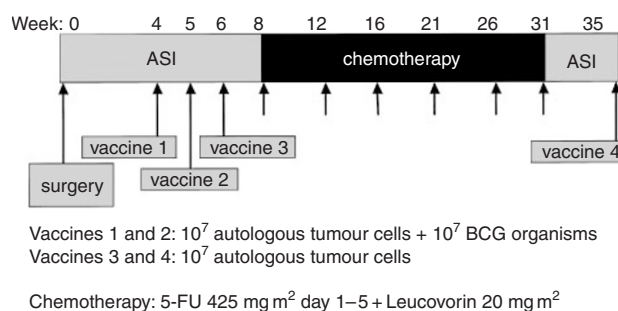 Week: 0 4 5 6 8 12 16 21 26 31 35
ASI chemotherapy ASI
vaccine 1 vaccine 3 vaccine 4
surgery vaccine 2
Vaccines 1 and 2: 10⁷ autologous tumour cells + 10⁷ BCG organisms
Vaccines 3 and 4: 10⁷ autologous tumour cells
Chemotherapy: 5-FU 425 mg m² day 1–5 + Leucovorin 20 mg m²